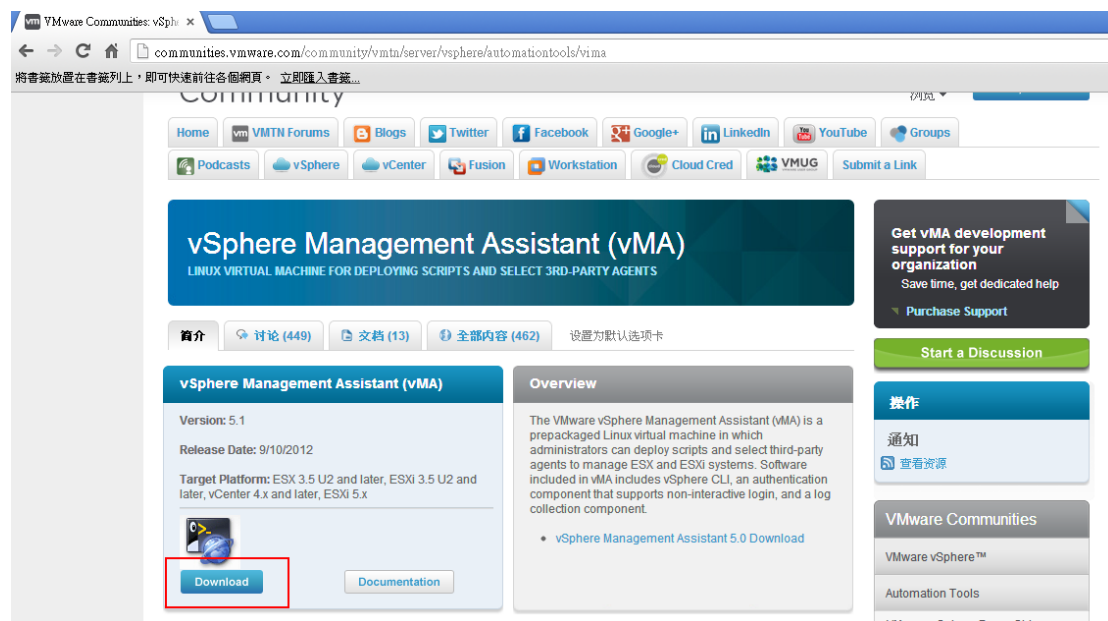 VMware Communities: vSph
communities.vmware.com/community/vmtn/server/vsphere/automationtools/vima
將書籤放置在書籤列上，即可快速前往各個網頁。 立即匯入書籤...
Community
浏览
Home VMTN Forums Blogs Twitter Facebook Google+ LinkedIn YouTube Groups
Podcasts vSphere vCenter Fusion Workstation Cloud Cred VMUG Submit a Link
vSphere Management Assistant (vMA)
LINUX VIRTUAL MACHINE FOR DEPLOYING SCRIPTS AND SELECT 3RD-PARTY AGENTS
Get vMA development
support for your
organization
Save time, get dedicated help
Purchase Support
简介 讨论 (449) 文档 (13) 全部内容 (462) 设置为默认选项卡
Start a Discussion
vSphere Management Assistant (vMA)
Version: 5.1
Release Date: 9/10/2012
Target Platform: ESX 3.5 U2 and later, ESXi 3.5 U2 and
later, vCenter 4.x and later, ESXi 5.x
Download Documentation
Overview
The VMware vSphere Management Assistant (vMA) is a
prepackaged Linux virtual machine in which
administrators can deploy scripts and select third-party
agents to manage ESX and ESXi systems. Software
included in vMA includes vSphere CLI, an authentication
component that supports non-interactive login, and a log
collection component.
vSphere Management Assistant 5.0 Download
操作
通知
查看资源
VMware Communities
VMware vSphere™
Automation Tools